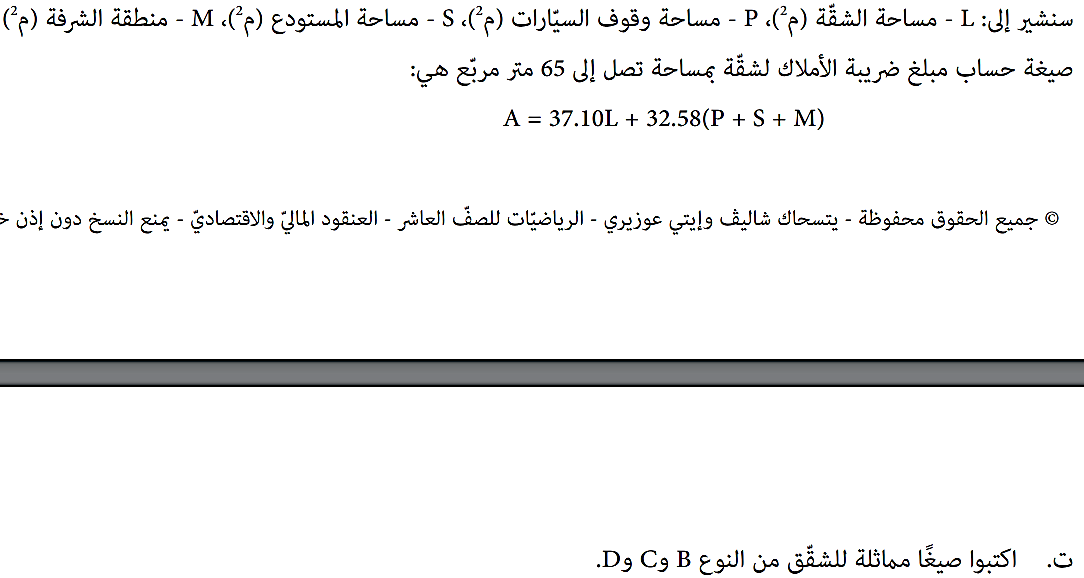 سنشير إلى: L - مساحة الشقّة (م²)، P - مساحة وقوف السيّارات (م²)، S - مساحة المستودع (م²)، M - منطقة الشرفة (م²)
صيغة حساب مبلغ ضريبة الأملاك لشقّة بمساحة تصل إلى 65 متر مربّع هي:
A = 37.10L + 32.58(P + S + M)
© جميع الحقوق محفوظة - يتسحاك شاليڤ وإيتي عوزيري - الرياضيّات للصفّ العاشر - العنقود الماليّ والاقتصاديّ - يمنع النسخ دون إذن
ت. اكتبوا صيغًا مماثلة للشقّق من النوع B وC وD.